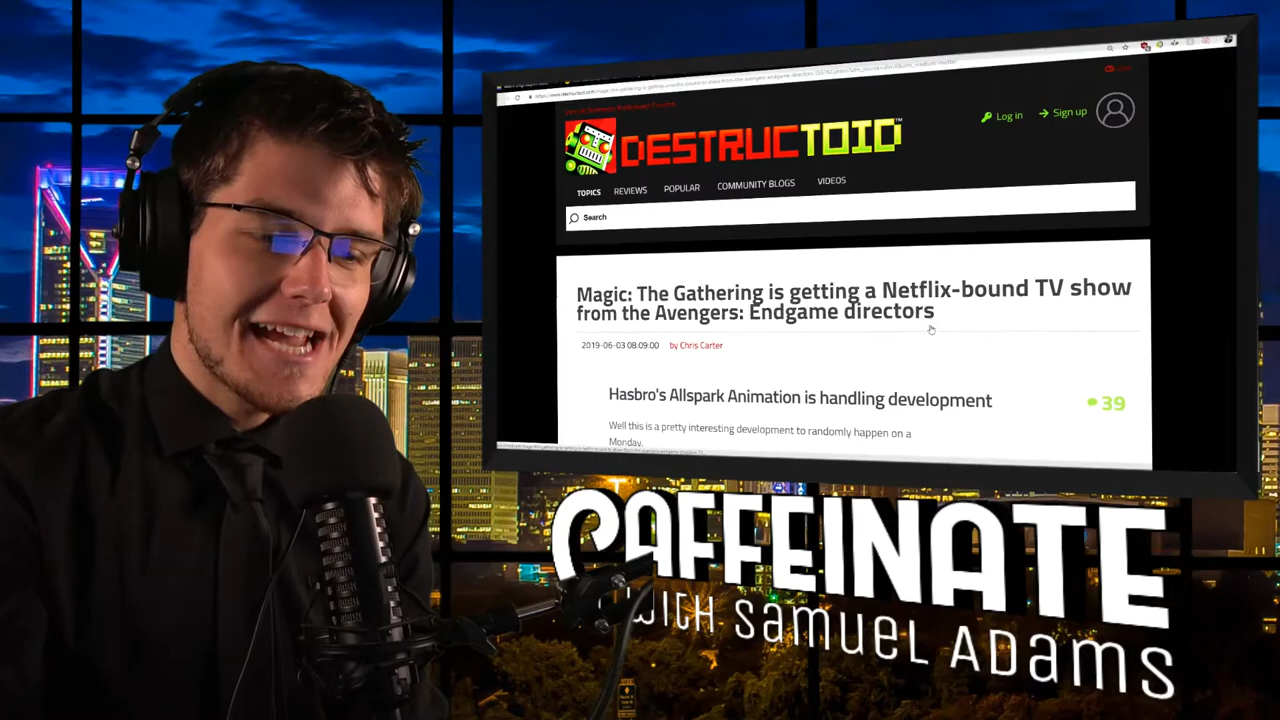 DESTRUCTOID
Log in
Sign up
TOPICS
REVIEWS
POPULAR
COMMUNITY BLOGS
VIDEOS
Search
Magic: The Gathering is getting a Netflix-bound TV show
from the Avengers: Endgame directors
2019-06-03 08:09:00
by Chris Carter
Hasbro's Allspark Animation is handling development
39
Well this is a pretty interesting development to randomly happen on a
Monday.
CAFFEINATE
WITH SAMUEL ADAMS